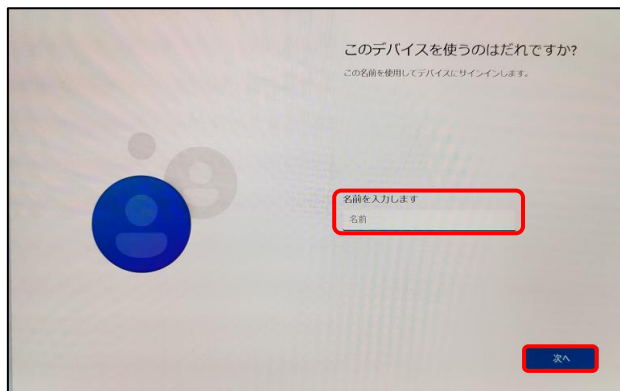 このデバイスを使うのはだれですか?
この名前を使用してデバイスにサインインします。
名前を入力します
名前
次へ